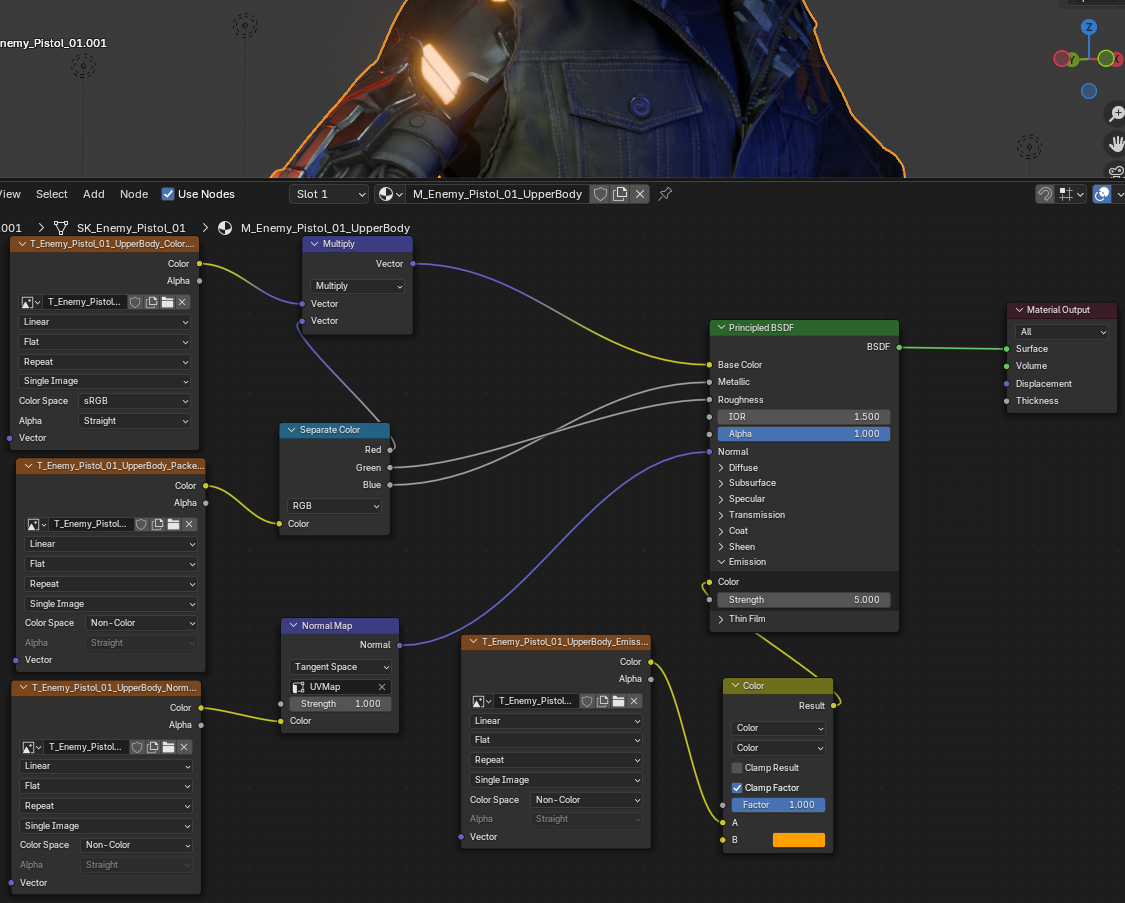 nemy_Pistol_01.001
Z
Y
X
View Select Add Node Use Nodes Slot 1 M_Enemy_Pistol_01_UpperBody
.001 SK_Enemy_Pistol_01 M_Enemy_Pistol_01_UpperBody
T_Enemy_Pistol_01_UpperBody_Color....
Color
Alpha
T_Enemy_Pistol...
Linear
Flat
Repeat
Single Image
Color Space sRGB
Alpha Straight
Vector
T_Enemy_Pistol_01_UpperBody_Packe...
Color
Alpha
T_Enemy_Pistol...
Linear
Flat
Repeat
Single Image
Color Space Non-Color
Alpha Straight
Vector
T_Enemy_Pistol_01_UpperBody_Norm...
Color
Alpha
T_Enemy_Pistol...
Linear
Flat
Repeat
Single Image
Color Space Non-Color
Alpha Straight
Vector
Multiply
Vector
Multiply
Vector
Vector
Separate Color
Red
Green
Blue
RGB
Color
Normal Map
Normal
Tangent Space
UVMap
Strength 1.000
Color
T_Enemy_Pistol_01_UpperBody_Emiss...
Color
Alpha
T_Enemy_Pistol...
Linear
Flat
Repeat
Single Image
Color Space Non-Color
Alpha Straight
Vector
Principled BSDF
BSDF
Base Color
Metallic
Roughness
IOR 1.500
Alpha 1.000
Normal
Diffuse
Subsurface
Specular
Transmission
Coat
Sheen
Emission
Color
Strength 5.000
Thin Film
Color
Result
Color
Color
Clamp Result
Clamp Factor
Factor 1.000
A
B
Material Output
All
Surface
Volume
Displacement
Thickness